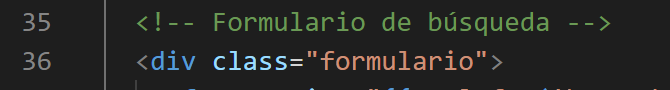 35 <!-- Formulario de búsqueda -->
36 <div class="formulario">